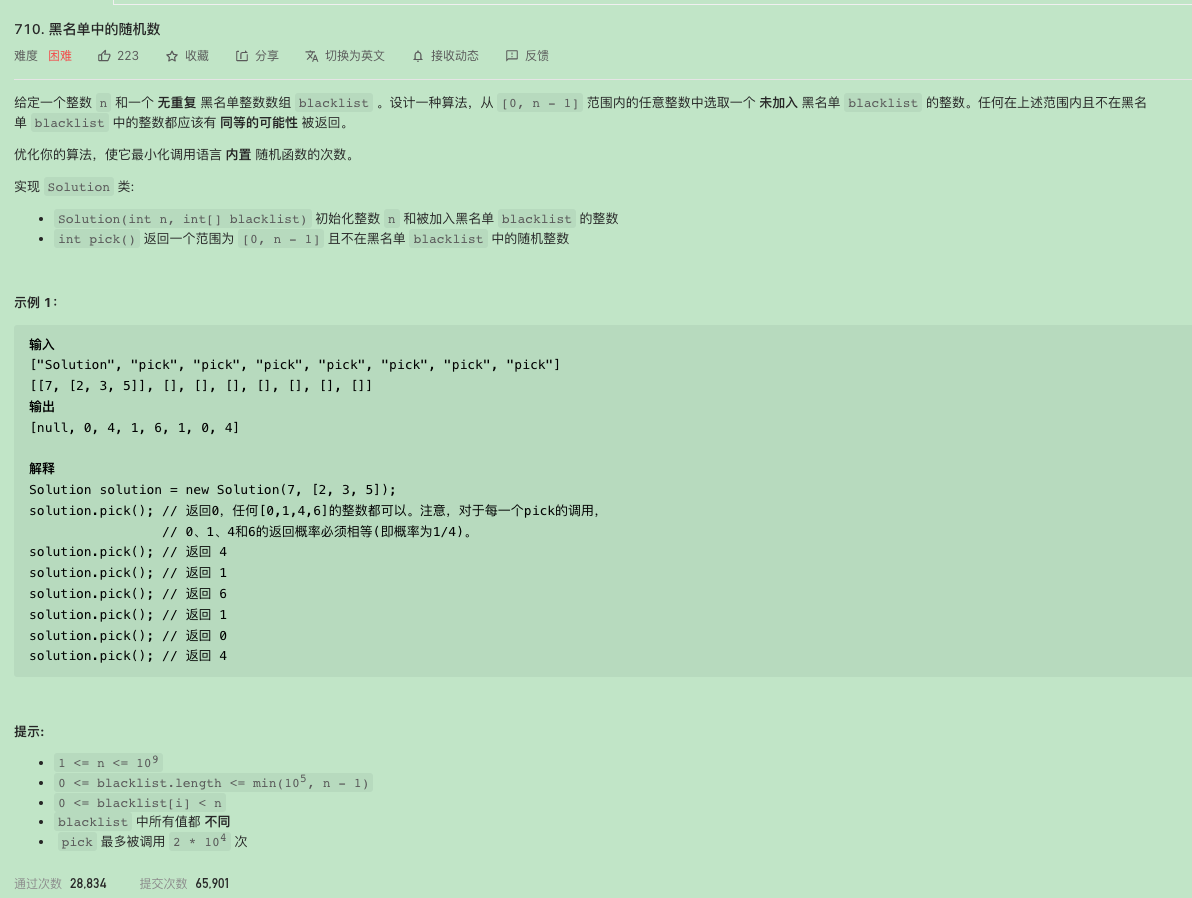 710. 黑名单中的随机数
难度 困难 223 收藏 分享 切换为英文 接收动态 反馈
给定一个整数 n 和一个 无重复 黑名单整数数组 blacklist 。设计一种算法，从 [0, n - 1] 范围内的任意整数中选取一个 未加入 黑名单 blacklist 的整数。任何在上述范围内且不在黑名
单 blacklist 中的整数都应该有 同等的可能性 被返回。
优化你的算法，使它最小化调用语言 内置 随机函数的次数。
实现 Solution 类:
• Solution(int n, int[] blacklist) 初始化整数 n 和被加入黑名单 blacklist 的整数
• int pick() 返回一个范围为 [0, n - 1] 且不在黑名单 blacklist 中的随机整数
示例 1：
输入
["Solution", "pick", "pick", "pick", "pick", "pick", "pick", "pick"]
[[7, [2, 3, 5]], [], [], [], [], [], [], []]
输出
[null, 0, 4, 1, 6, 1, 0, 4]
解释
Solution solution = new Solution(7, [2, 3, 5]);
solution.pick(); // 返回0，任何[0,1,4,6]的整数都可以。注意，对于每一个pick的调用，
// 0、1、4和6的返回概率必须相等(即概率为1/4)。
solution.pick(); // 返回 4
solution.pick(); // 返回 1
solution.pick(); // 返回 6
solution.pick(); // 返回 1
solution.pick(); // 返回 0
solution.pick(); // 返回 4
提示:
• 1 <= n <= 10⁹
• 0 <= blacklist.length <= min(10⁵, n - 1)
• 0 <= blacklist[i] < n
• blacklist 中所有值都 不同
• pick 最多被调用 2 * 10⁴ 次
通过次数 28,834 提交次数 65,901